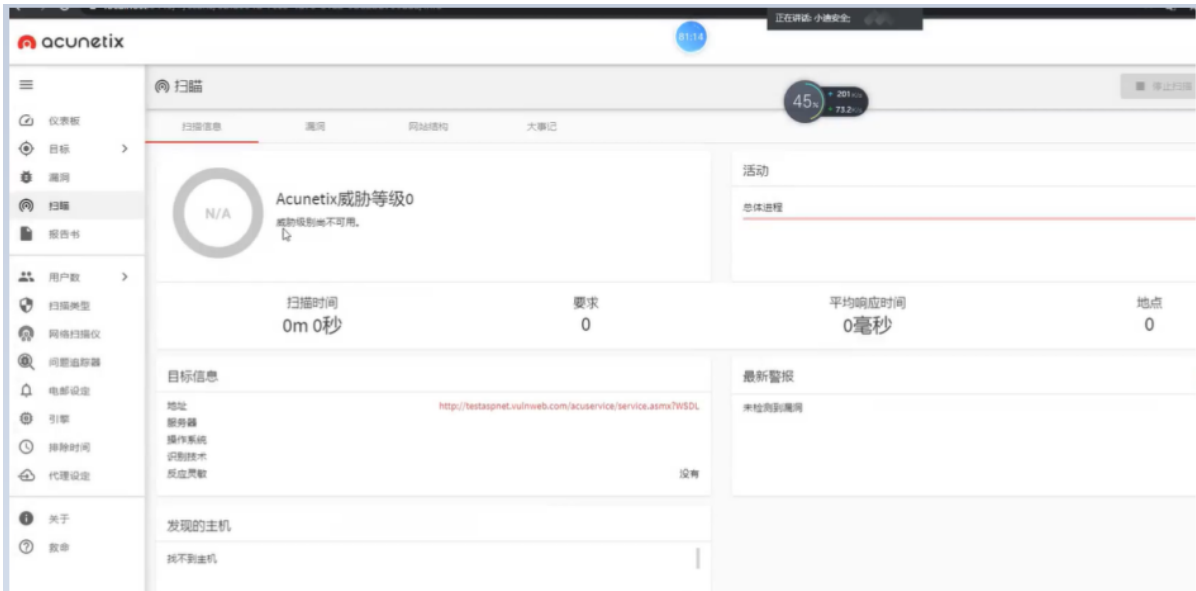 正在讲话: 小迪安全;
acunetix
81:14
扫瞄
停止扫瞄
45%
201K/s
73.2K/s
仪表板
目标
漏洞
扫瞄
报告书
用户数
扫描类型
网络扫描仪
问题追踪器
电邮设定
引擎
排除时间
代理设定
关于
救命
扫描信息
漏洞
网站结构
大事记
N/A
Acunetix威胁等级0
威胁级别尚不可用。
活动
总体进程
扫描时间
0m 0秒
要求
0
平均响应时间
0毫秒
地点
0
目标信息
地址
http://testaspnet.vulnweb.com/acuservice/service.asmx?WSDL
服务器
操作系统
识别技术
反应灵敏
没有
最新警报
未检测到漏洞
发现的主机
找不到主机